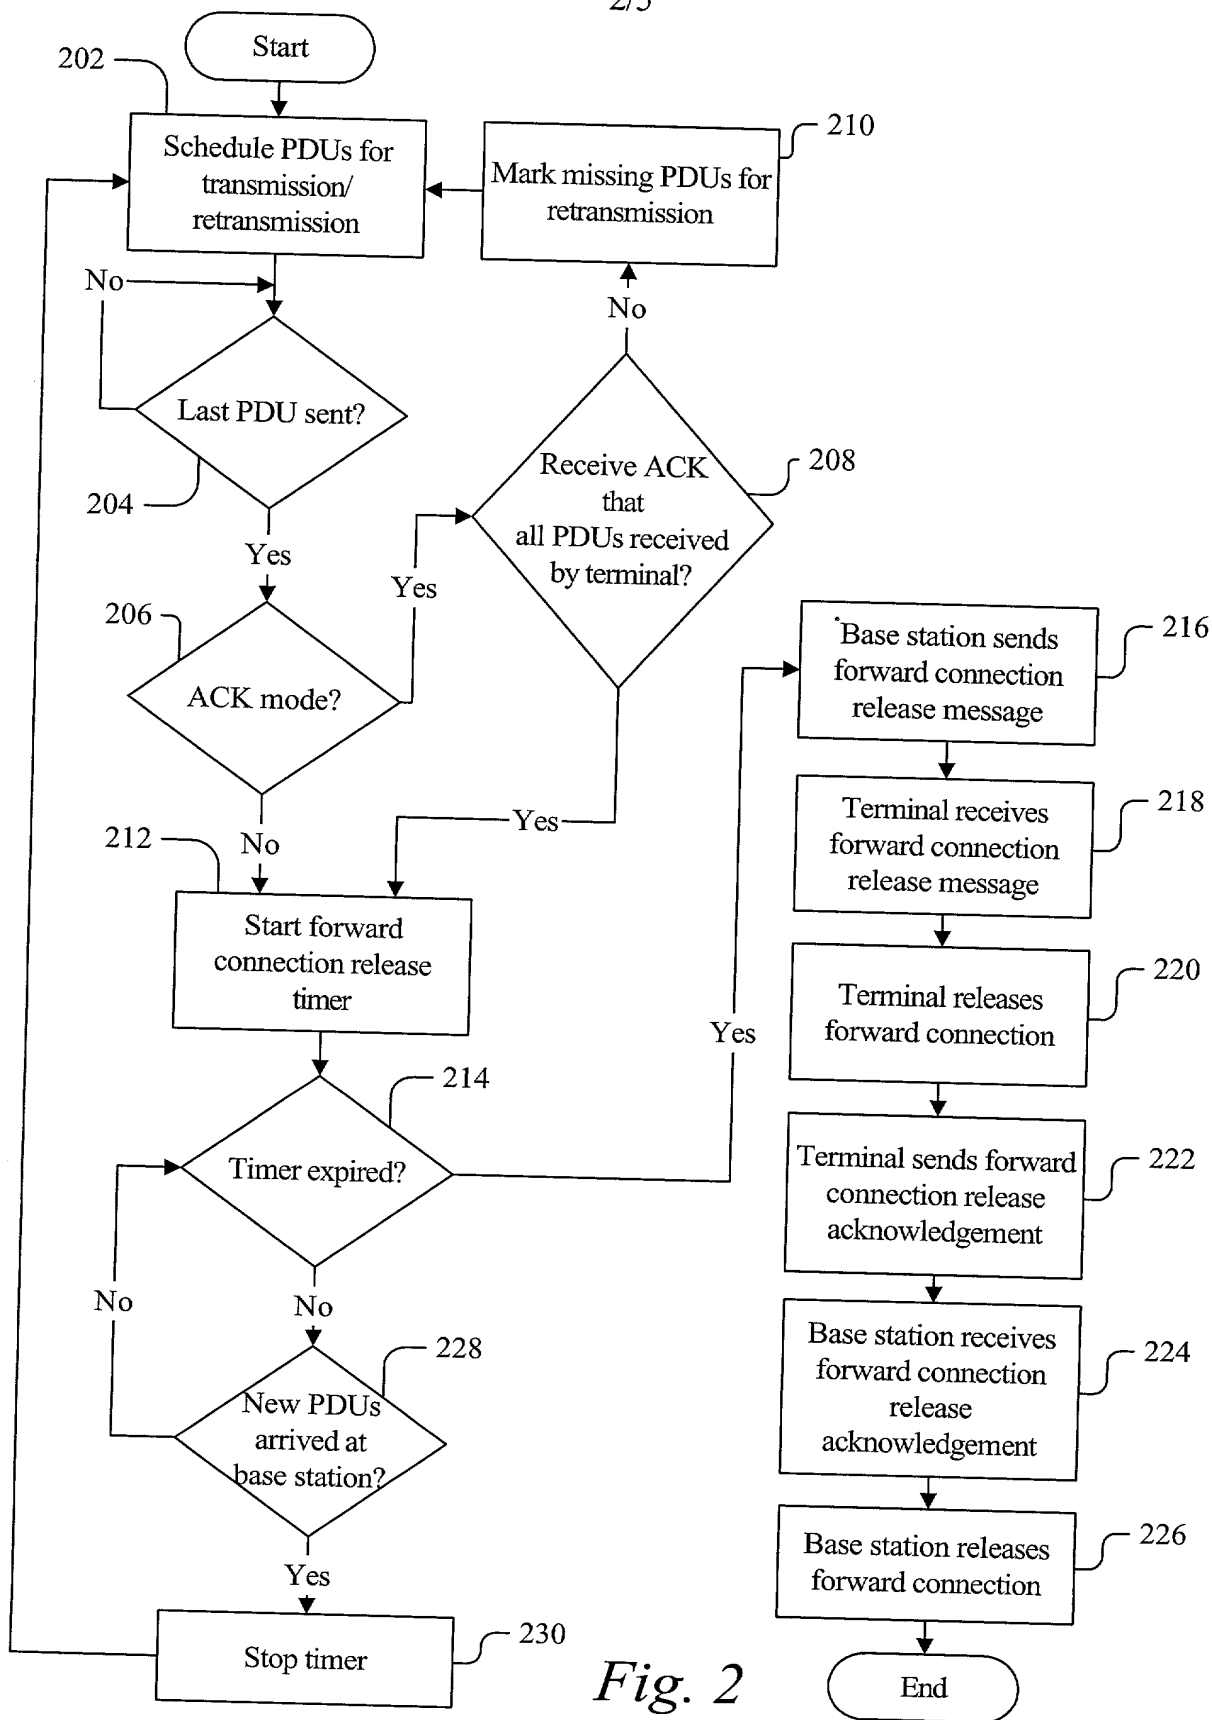 2/5
Start
202
Schedule PDUs for
transmission/
retransmission
210
Mark missing PDUs for
retransmission
No
No
Last PDU sent?
204
208
Receive ACK
that
all PDUs received
by terminal?
Yes
Yes
206
ACK mode?
216
Base station sends
forward connection
release message
No
Yes
212
218
Terminal receives
forward connection
release message
Start forward
connection release
timer
220
Terminal releases
forward connection
Yes
214
Timer expired?
222
Terminal sends forward
connection release
acknowledgement
No
No
228
New PDUs
arrived at
base station?
224
Base station receives
forward connection
release
acknowledgement
Yes
226
Base station releases
forward connection
230
Stop timer
End
Fig. 2